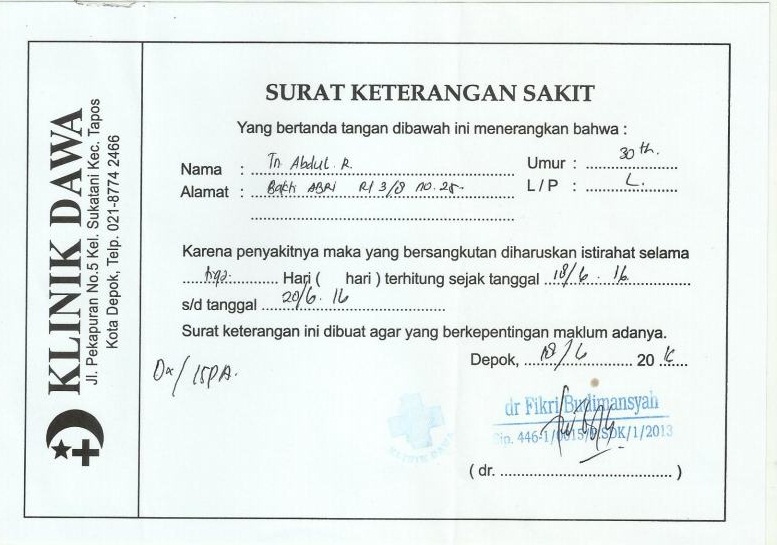 KLINIK DAWA
Jl. Pekapuran No.5 Kel. Sukatani Kec. Tapos
Kota Depok, Telp. 021-8774 2466
SURAT KETERANGAN SAKIT
Yang bertanda tangan dibawah ini menerangkan bahwa :
Nama : Tn Abdul. R. Umur : 30 th.
Alamat : Bakti ABRI Rt 3/8 no. 25. L / P : L.
Karena penyakitnya maka yang bersangkutan diharuskan istirahat selama
tiga. Hari ( hari ) terhitung sejak tanggal 18/6. 16
s/d tanggal 20/6. 16
Surat keterangan ini dibuat agar yang berkepentingan maklum adanya.
Depok, 18/6 20 16
Dx/ ISPA.
dr Fikri Budimansyah
446-1/0015/ SDK/1/2013
KLINIK DAWA
( dr. )